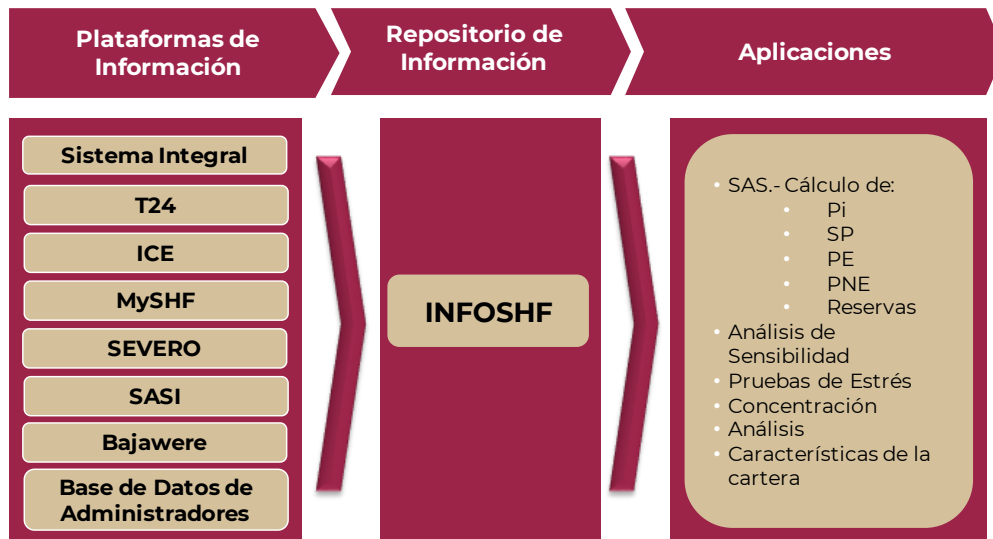 Plataformas de
Información
Repositorio de
Información
Aplicaciones
Sistema Integral
T24
ICE
MySHF
SEVERO
SASI
Bajawere
Base de Datos de
Administradores
INFOSHF
• SAS.- Cálculo de:
• Pi
• SP
• PE
• PNE
• Reservas
• Análisis de
Sensibilidad
• Pruebas de Estrés
• Concentración
• Análisis
• Características de la
cartera